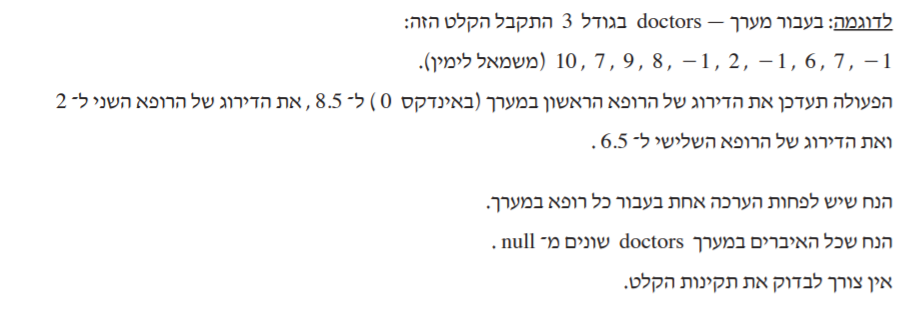 לדוגמה: בעבור מערך — doctors בגודל 3 התקבל הקלט הזה:
10, 7, 9, 8, −1, 2, −1, 6, 7, −1 (משמאל לימין).
הפעולה תעדכן את הדירוג של הרופא הראשון במערך (באינדקס 0) ל־ 8.5, את הדירוג של הרופא השני ל־ 2
ואת הדירוג של הרופא השלישי ל־ 6.5.
הנח שיש לפחות הערכה אחת בעבור כל רופא במערך.
הנח שכל האיברים במערך doctors שונים מ־ null.
אין צורך לבדוק את תקינות הקלט.